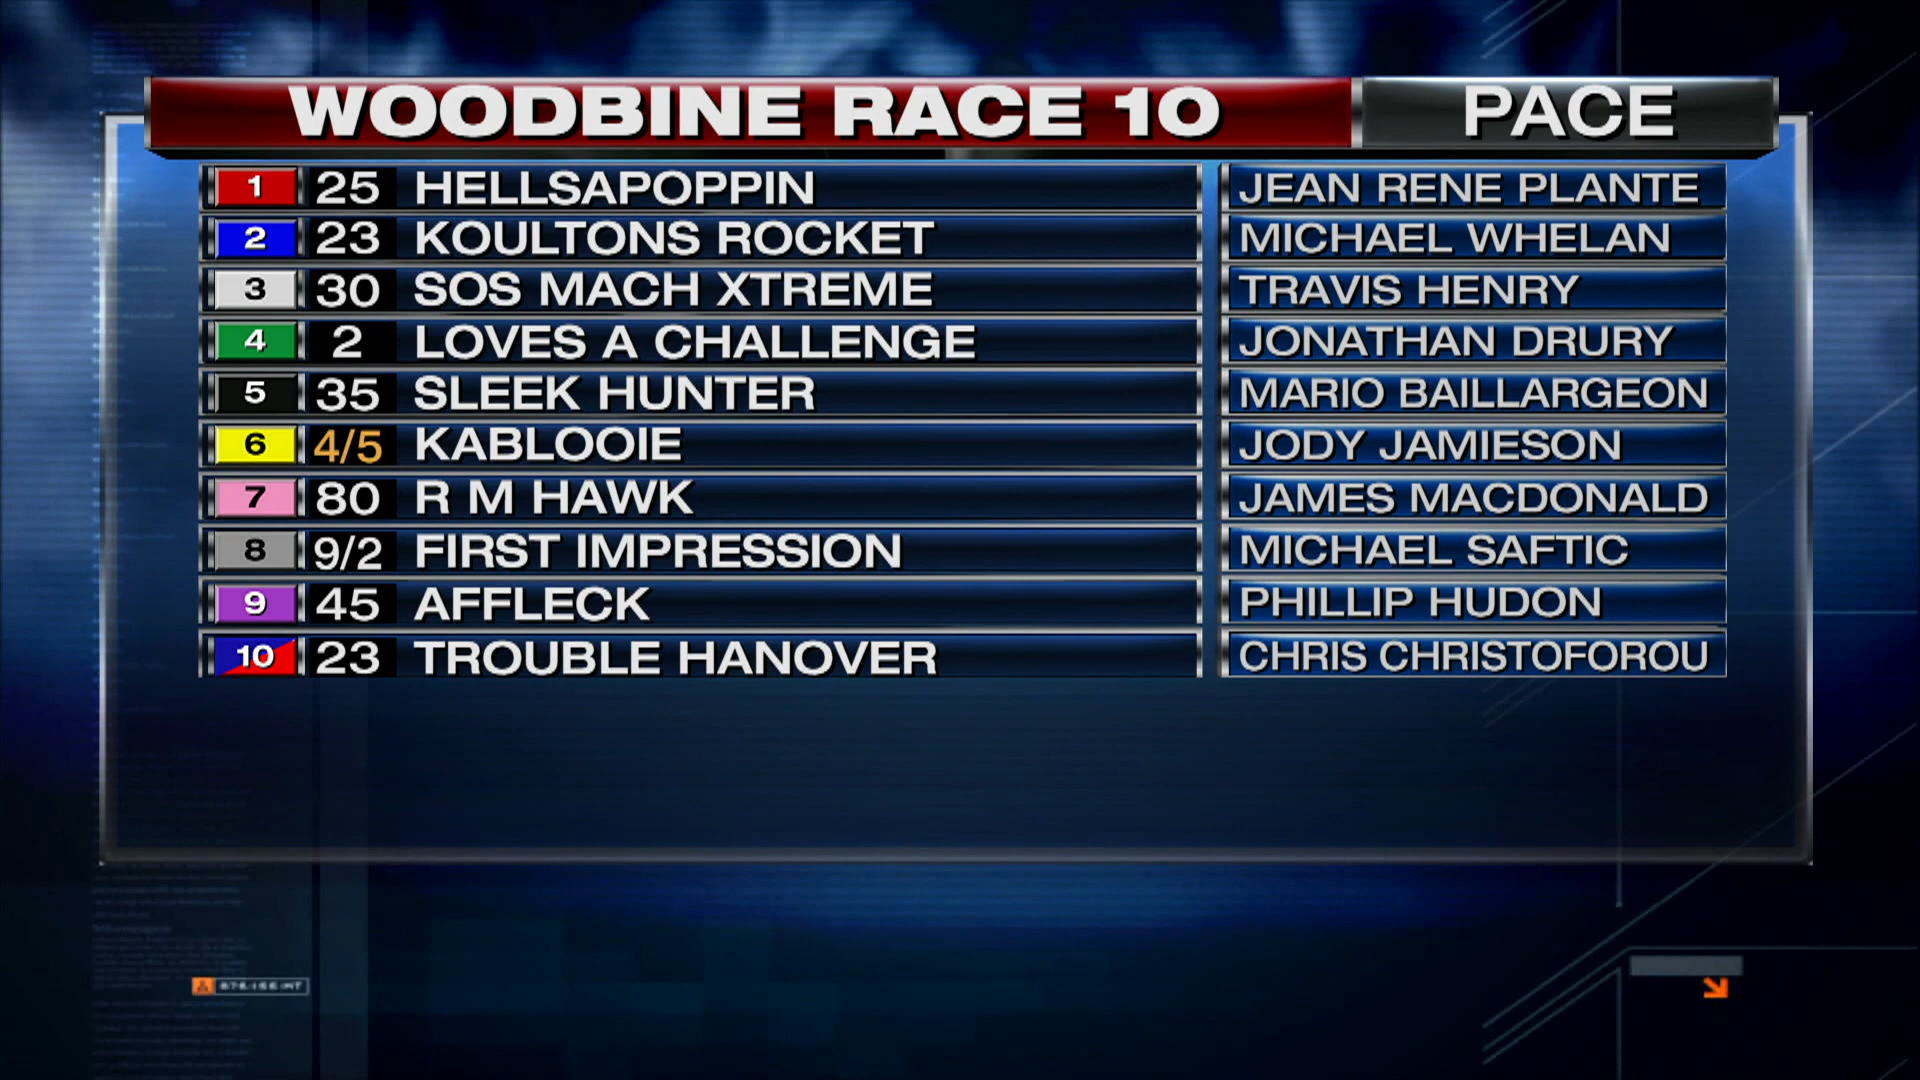 WOODBINE RACE 10 PACE
1 25 HELLSAPOPPIN JEAN RENE PLANTE
2 23 KOULTONS ROCKET MICHAEL WHELAN
3 30 SOS MACH XTREME TRAVIS HENRY
4 2 LOVES A CHALLENGE JONATHAN DRURY
5 35 SLEEK HUNTER MARIO BAILLARGEON
6 4/5 KABLOOIE JODY JAMIESON
7 80 R M HAWK JAMES MACDONALD
8 9/2 FIRST IMPRESSION MICHAEL SAFTIC
9 45 AFFLECK PHILLIP HUDON
10 23 TROUBLE HANOVER CHRIS CHRISTOFOROU